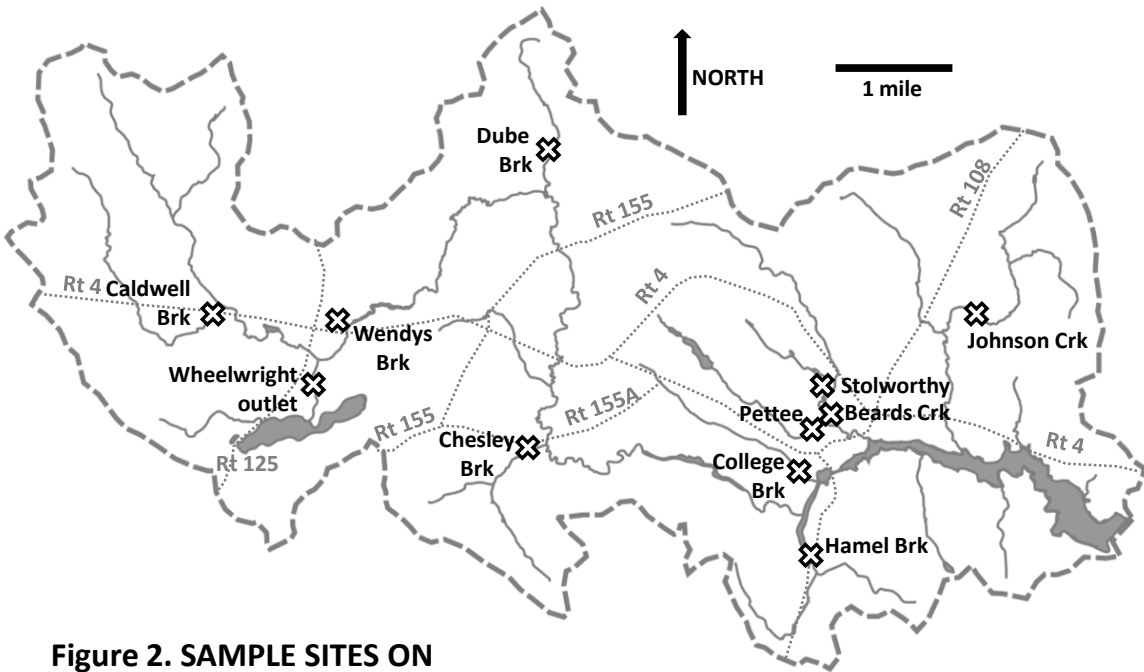 NORTH
1 mile
Dube
Brk
Rt 108
Rt 155
Rt 4
Rt 4
Caldwell
Brk
Wendys
Brk
Johnson Crk
Wheelwright
outlet
Stolworthy
Beards Crk
Pettee
Rt 155A
Rt 155
Chesley
Brk
Rt 4
Rt 125
College
Brk
Hamel Brk
Figure 2. SAMPLE SITES ON